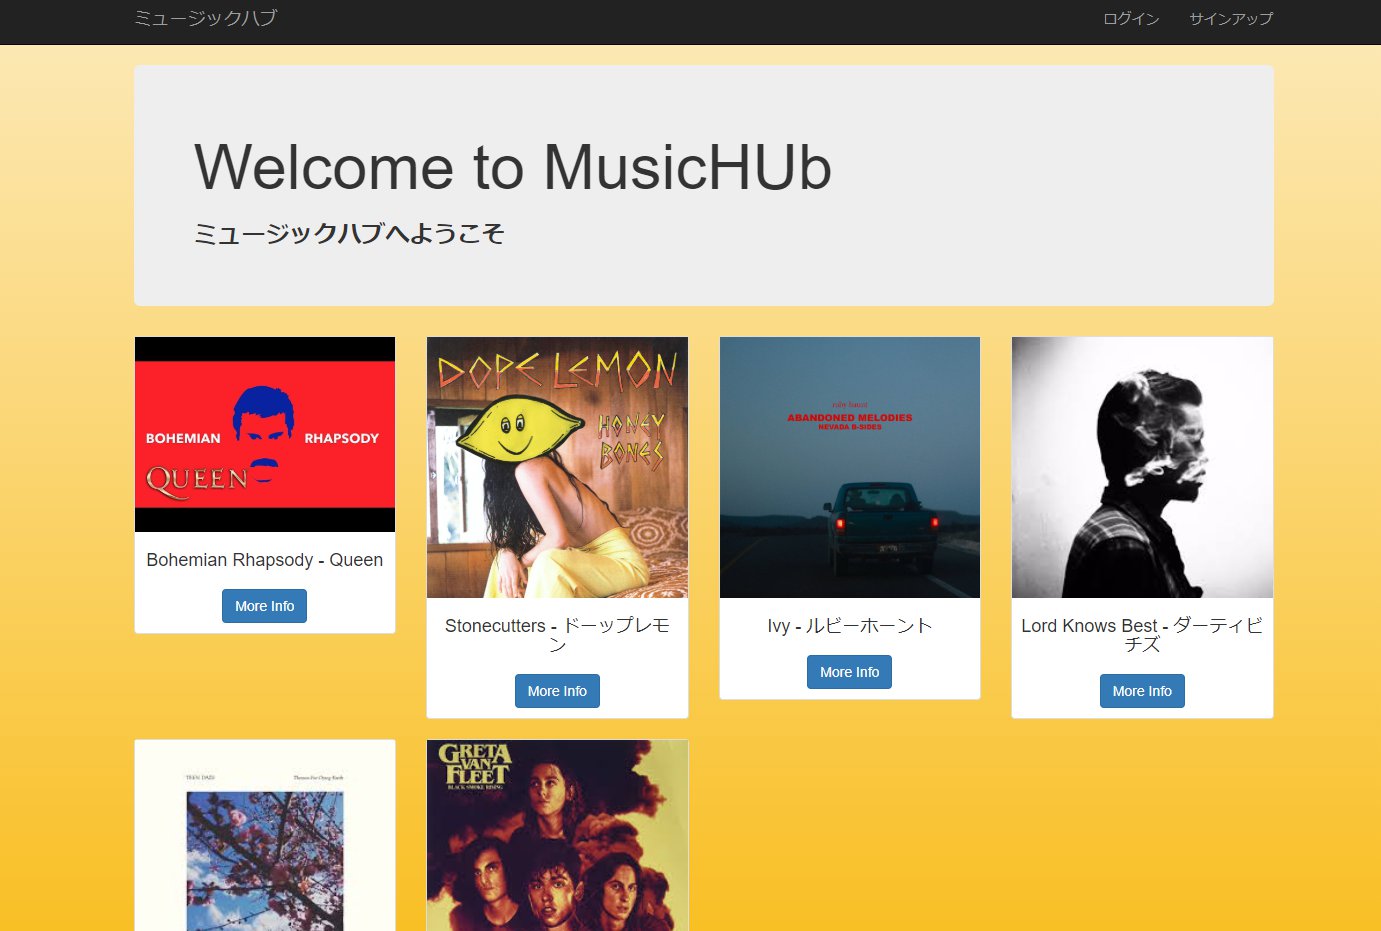 ミュージックハブ
ログイン サインアップ
Welcome to MusicHUb
ミュージックハブへようこそ
BOHEMIAN RHAPSODY
QUEEN
Bohemian Rhapsody - Queen
More Info
DOPE LEMON
HONEY
BONES
Stonecutters - ドーップレモ
ン
More Info
ruby haunt
ABANDONED MELODIES
NEVADA B-SIDES
Ivy - ルビーホーント
More Info
Lord Knows Best - ダーティビ
チズ
More Info
TEEN DAZE Themes For Dying Earth
GRETA
VAN
FLEET
BLACK SMOKE RISING